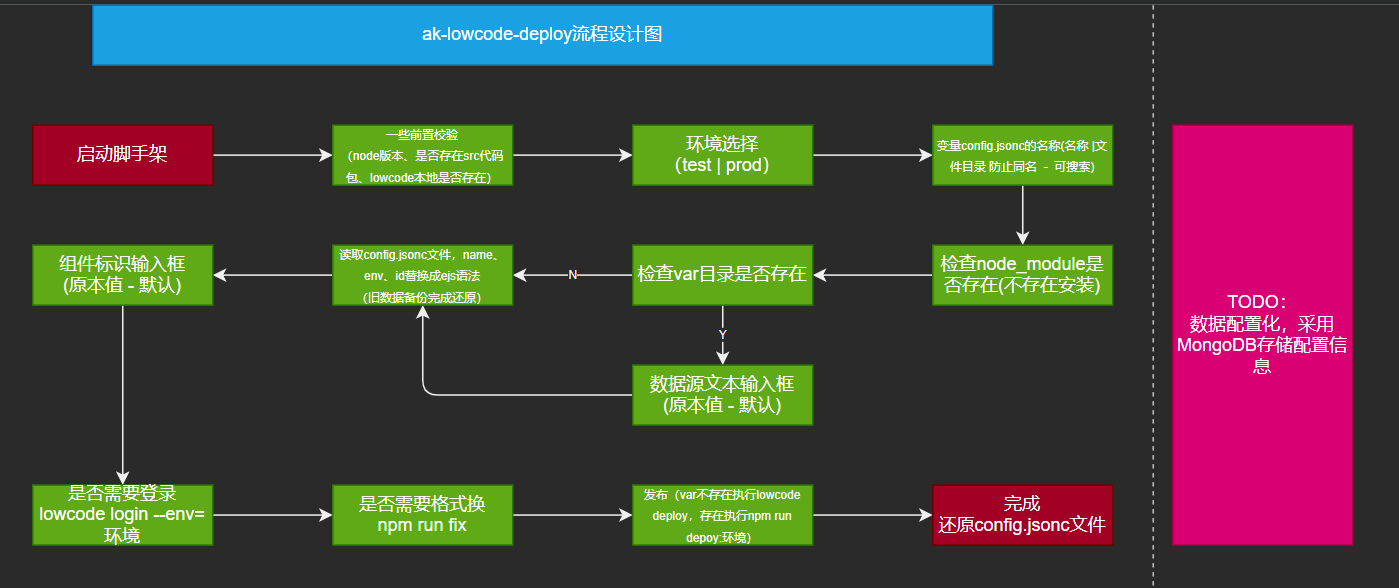 ak-lowcode-deploy流程设计图
启动脚手架
一些前置校验
（node版本、是否存在src代码
包、lowcode本地是否存在）
环境选择
（test | prod）
变量config.jsonc的名称(名称 |文
件目录 防止同名 － 可搜索)
组件标识输入框
(原本值 - 默认)
读取config.jsonc文件，name、
env、id替换成ejs语法
（旧数据备份完成还原）
N
检查var目录是否存在
检查node_module是
否存在(不存在安装)
Y
数据源文本输入框
(原本值 - 默认)
是否需要登录
lowcode login --env=
环境
是否需要格式换
npm run fix
发布（var不存在执行lowcode
deploy，存在执行npm run
depoy:环境）
完成
还原config.jsonc文件
TODO：
数据配置化，采用
MongoDB存储配置信
息